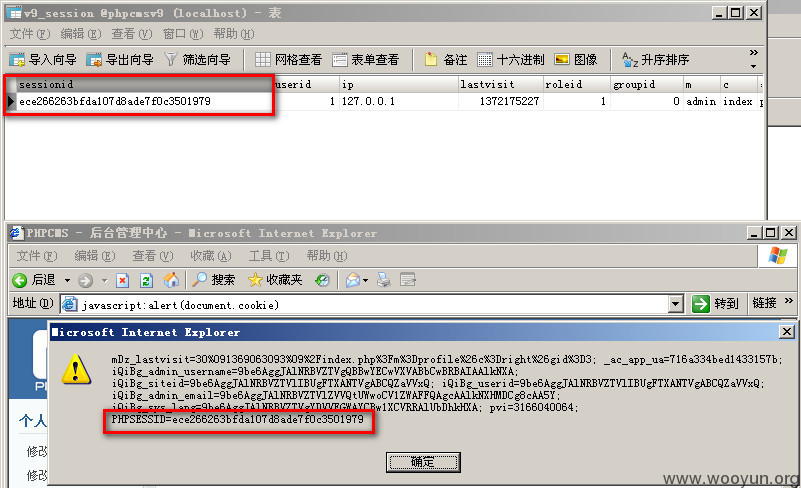 v9_session @phpcmsv9 (localhost) - 表
文件(F) 编辑(E) 查看(V) 窗口(W) 帮助(H)
导入向导 导出向导 筛选向导 网格查看 表单查看 备注 十六进制 图像 升序排序 »
sessionid userid ip lastvisit roleid groupid m c
ece266263bfda107d8ade7f0c3501979 1 127.0.0.1 1372175227 1 0 admin index
PHPCMS - 后台管理中心 - Microsoft Internet Explorer
文件(F) 编辑(E) 查看(V) 收藏(A) 工具(T) 帮助(H)
后退 搜索 收藏夹
地址(D) javascript:alert(document.cookie) 转到 链接 »
Microsoft Internet Explorer
mDz_lastvisit=30%091369063093%09%2Findex.php%3Fm%3Dprofile%26c%3Dright%26gid%3D3; _ac_app_ua=716a334bed1433157b;
iQiBg_admin_username=9be6AggJAlNRBVZTVgQBBwYECwVXVABbCwBRBAIAAlkNXA;
iQiBg_siteid=9be6AggJAlNRBVZTVlIBUgFTXANTVgABCQZaVVxQ; iQiBg_userid=9be6AggJAlNRBVZTVlIBUgFTXANTVgABCQZaVVxQ;
iQiBg_admin_email=9be6AggJAlNRBVZTVlZVVQtUWwoCV1ZWAFFQAgcAAlkNXHMDCg8cAA5Y;
iQiBg_sys_lang=9be6AggJAlNRBVZTVgYDVVFGWAYCBw1XCVRRAlUbDhkHXA; pvi=3166040064;
PHPSESSID=ece266263bfda107d8ade7f0c3501979
PH
个人
修改
修改
确定
www.wooyun.org